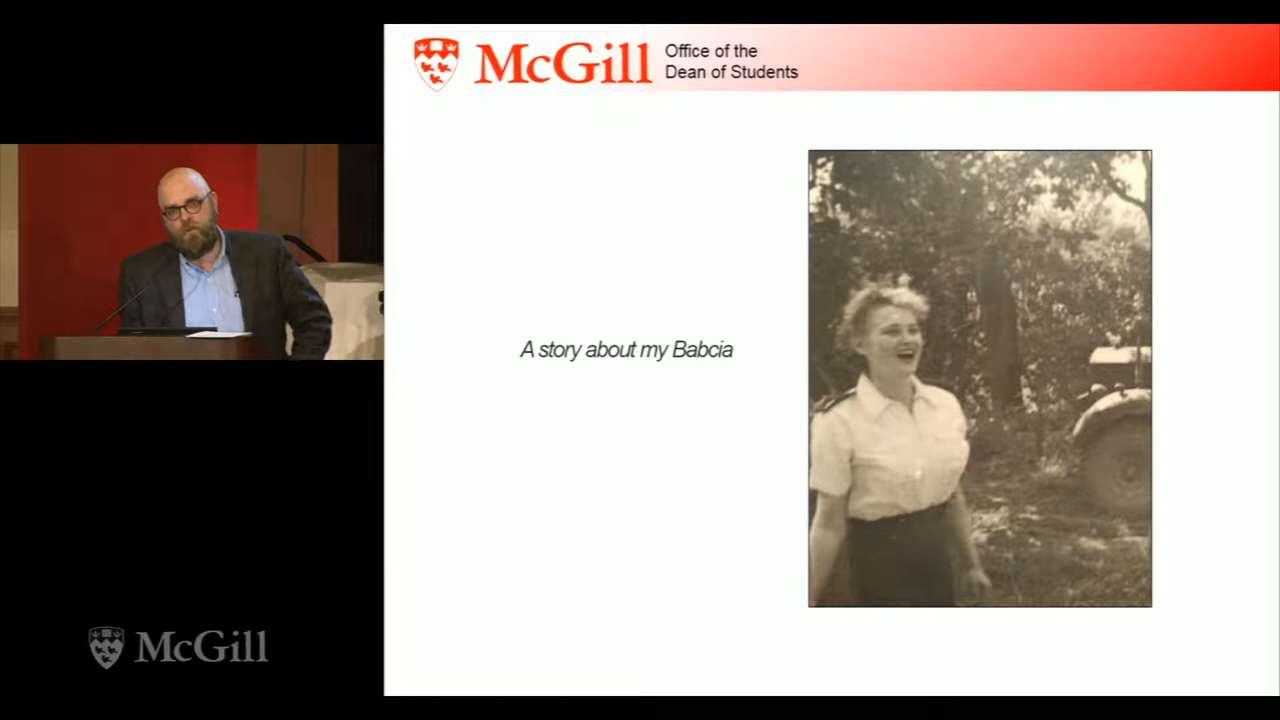 McGill
Office of the
Dean of Students
A story about my Babcia
McGill